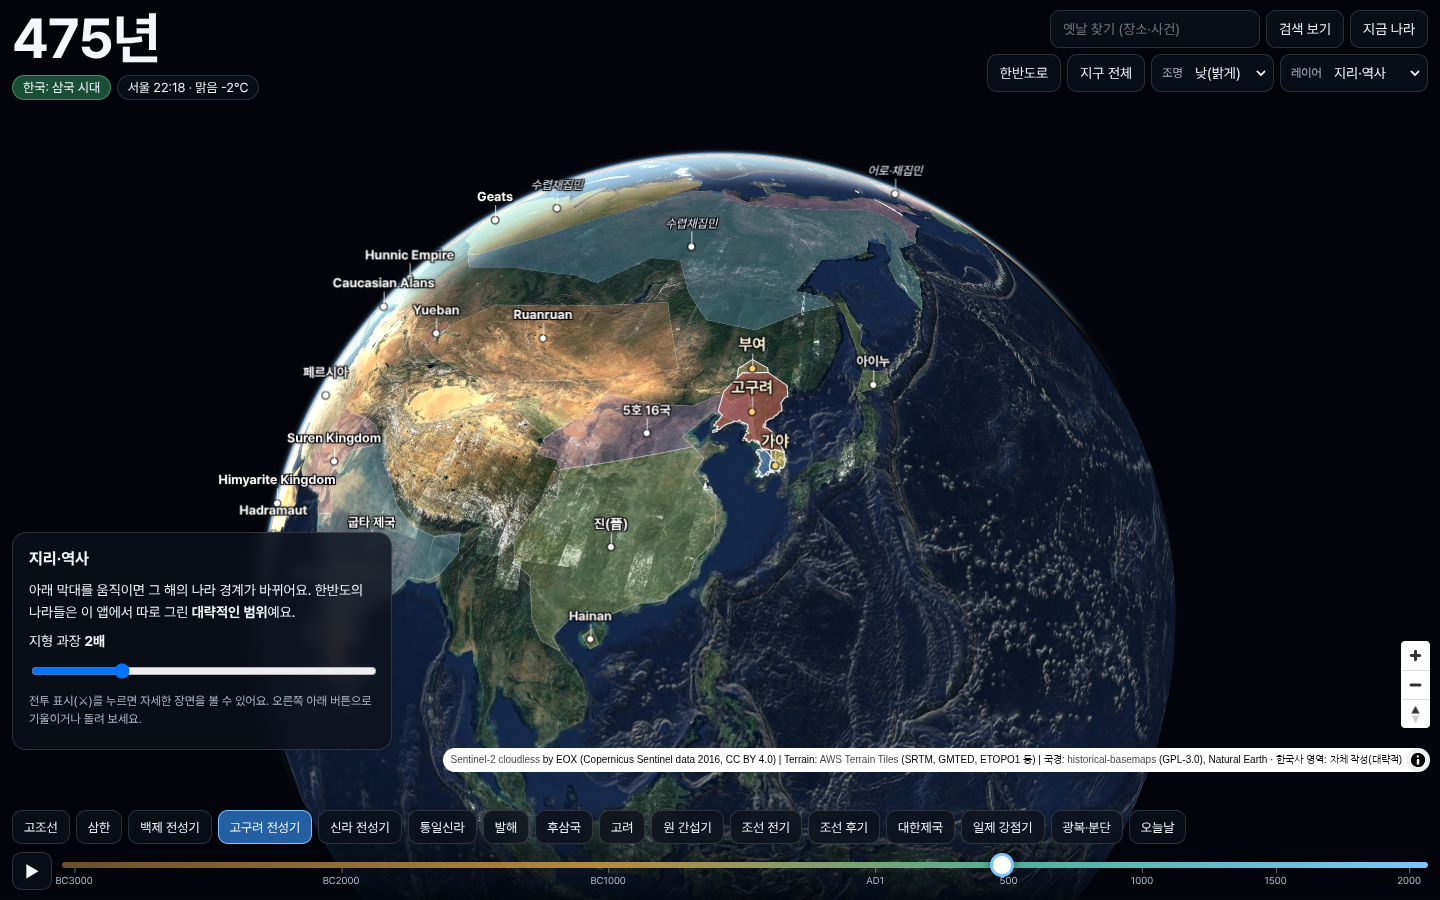 475년
한국: 삼국 시대
서울 22:18 · 맑음 -2°C
옛날 찾기 (장소·사건)
검색 보기
지금 나라
한반도로
지구 전체
조명 낮(밝게)
레이어 지리·역사
어로·채집민
수렵채집민
Geats
수렵채집민
Hunnic Empire
Caucasian Alans
Yueban
Ruanruan
부여
아이누
페르시아
고구려
5호 16국
Suren Kingdom
가야
Himyarite Kingdom
Hadramaut
굽타 제국
진(晉)
Hainan
지리·역사
아래 막대를 움직이면 그 해의 나라 경계가 바뀌어요. 한반도의
나라들은 이 앱에서 따로 그린 대략적인 범위예요.
지형 과장 2배
전투 표시(⚔)를 누르면 자세한 장면을 볼 수 있어요. 오른쪽 아래 버튼으로
기울이거나 돌려 보세요.
Sentinel-2 cloudless by EOX (Copernicus Sentinel data 2016, CC BY 4.0) | Terrain: AWS Terrain Tiles (SRTM, GMTED, ETOPO1 등) | 국경: historical-basemaps (GPL-3.0), Natural Earth · 한국사 영역: 자체 작성(대략적)
고조선
삼한
백제 전성기
고구려 전성기
신라 전성기
통일신라
발해
후삼국
고려
원 간섭기
조선 전기
조선 후기
대한제국
일제 강점기
광복·분단
오늘날
BC3000
BC2000
BC1000
AD1
500
1000
1500
2000